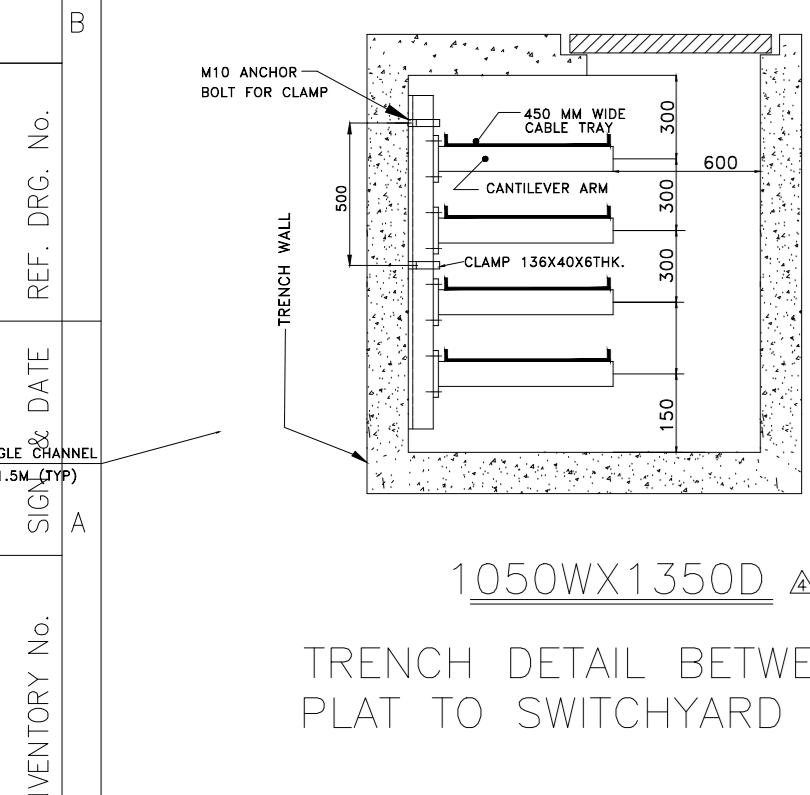 B
REF. DRG. No.
SIGN & DATE
GLE CHANNEL
1.5M (TYP)
A
VENTORY No.
M10 ANCHOR
BOLT FOR CLAMP
450 MM WIDE
CABLE TRAY
CANTILEVER ARM
500
CLAMP 136X40X6THK.
TRENCH WALL
300
600
300
300
150
1050WX1350D 4
TRENCH DETAIL BETWE
PLAT TO SWITCHYARD